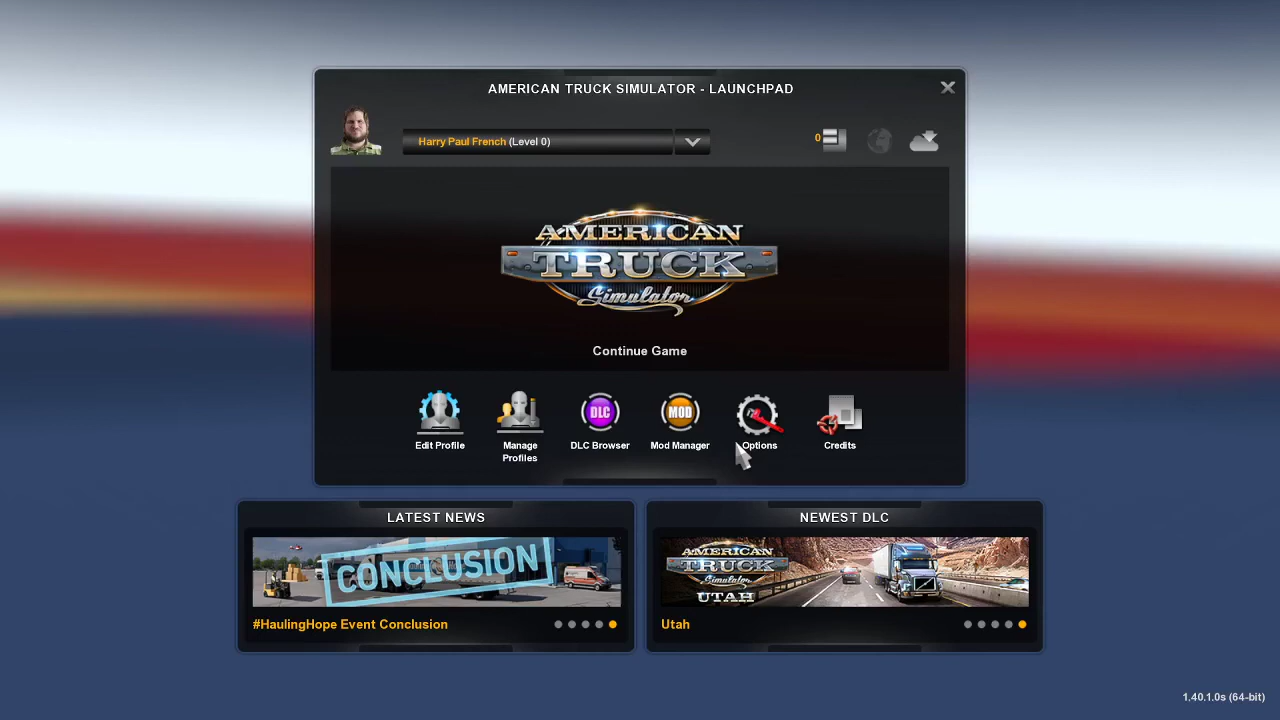 AMERICAN TRUCK SIMULATOR - LAUNCHPAD
Harry Paul French (Level 0)
0
AMERICAN
TRUCK
Simulator
Continue Game
Edit Profile
Manage
Profiles
DLC
DLC Browser
MOD
Mod Manager
Options
Credits
LATEST NEWS
CONCLUSION
#HaulingHope Event Conclusion
NEWEST DLC
AMERICAN
TRUCK
Simulator
UTAH
Utah
1.40.1.0s (64-bit)